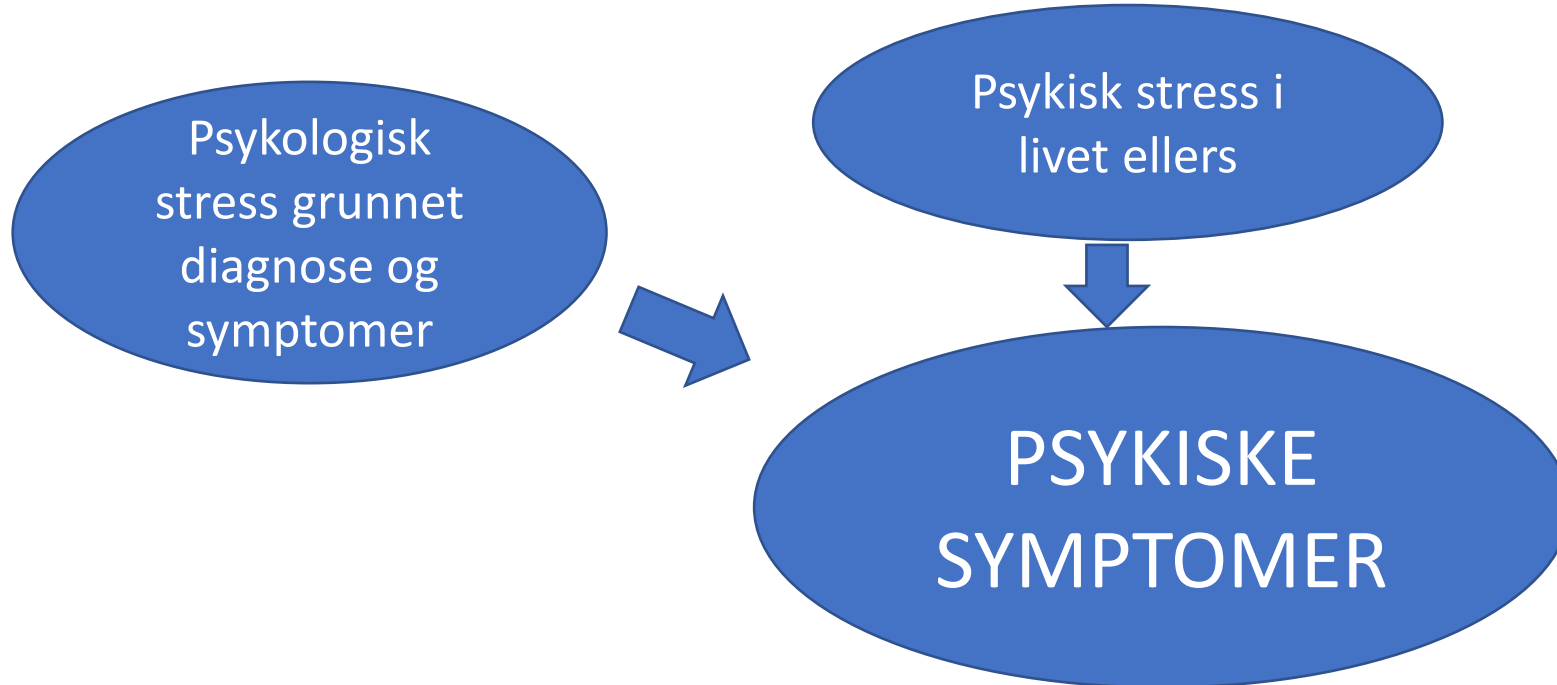 Psykologisk
stress grunnet
diagnose og
symptomer
Psykisk stress i
livet ellers
PSYKISKE
SYMPTOMER